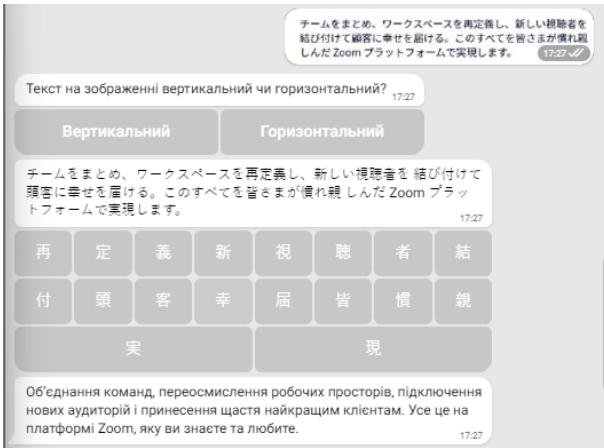 チームをまとめ、ワークスペースを再定義し、新しい視聴者を
結び付けて顧客に幸せを届ける。このすべてを皆さまが慣れ親
しんだ Zoom プラットフォームで実現します。 17:27
Текст на зображенні вертикальний чи горизонтальний? 17:27
Вертикальний Горизонтальний
チームをまとめ、ワークスペースを再定義し、新しい視聴者を 結び付けて
頭客に幸せを届ける。このすべてを皆さまが慣れ親 しんだ Zoom プラッ
トフォームで実現します。
17:27
再 定 義 新 視 聴 者 結
付 頭 客 幸 届 皆 慣 親
実 現
Об'єднання команд, переосмислення робочих просторів, підключення
нових аудиторій і принесення щастя найкращим клієнтам. Усе це на
платформі Zoom, яку ви знаєте та любите.
17:27